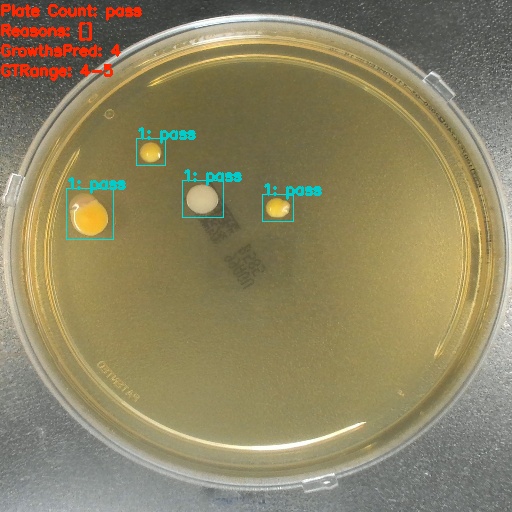 Plate Count: pass
Reasons: []
GrowthsPred: 4
GTRange: 4-5
1: pass
1: pass
1: pass
1: pass